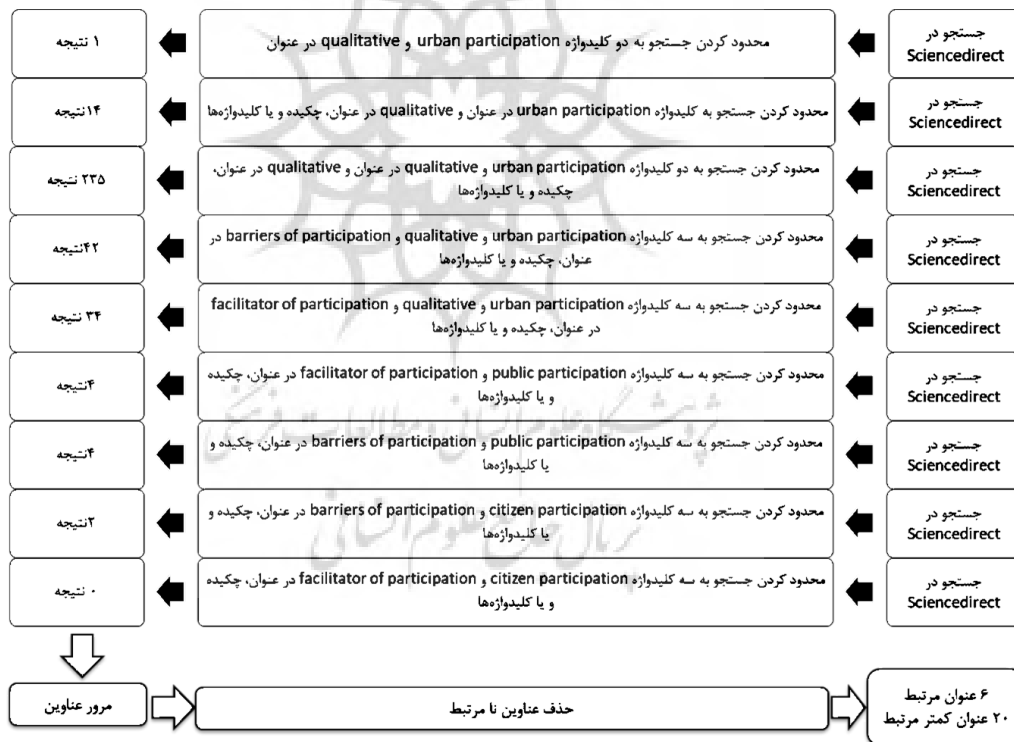 جستجو در
Sciencedirect
محدود کردن جستجو به دو کلیدواژه urban participation و qualitative در عنوان
۱ نتیجه
جستجو در
Sciencedirect
محدود کردن جستجو به کلیدواژه urban participation در عنوان و qualitative در عنوان، چکیده و یا کلیدواژه‌ها
۱۴نتیجه
جستجو در
Sciencedirect
محدود کردن جستجو به دو کلیدواژه urban participation و qualitative در عنوان و qualitative در عنوان،
چکیده و یا کلیدواژه‌ها
۲۳۵ نتیجه
جستجو در
Sciencedirect
محدود کردن جستجو به سه کلیدواژه urban participation و qualitative و barriers of participation در
عنوان، چکیده و یا کلیدواژه‌ها
۴۲نتیجه
جستجو در
Sciencedirect
محدود کردن جستجو به سه کلیدواژه urban participation و qualitative و facilitator of participation
در عنوان، چکیده و یا کلیدواژه‌ها
۳۴ نتیجه
جستجو در
Sciencedirect
محدود کردن جستجو به سه کلیدواژه public participation و facilitator of participation در عنوان، چکیده
و یا کلیدواژه‌ها
۴نتیجه
جستجو در
Sciencedirect
محدود کردن جستجو به سه کلیدواژه public participation و barriers of participation در عنوان، چکیده و
یا کلیدواژه‌ها
۴نتیجه
جستجو در
Sciencedirect
محدود کردن جستجو به سه کلیدواژه citizen participation و barriers of participation در عنوان، چکیده و
یا کلیدواژه‌ها
۲نتیجه
جستجو در
Sciencedirect
محدود کردن جستجو به سه کلیدواژه citizen participation و facilitator of participation در عنوان، چکیده
و یا کلیدواژه‌ها
۰ نتیجه
مرور عناوین
حذف عناوین نا مرتبط
۶ عنوان مرتبط
۲۰ عنوان کمتر مرتبط
پژوهشگاه علوم انسانی و مطالعات فرهنگی
پرتال جامع علوم انسانی